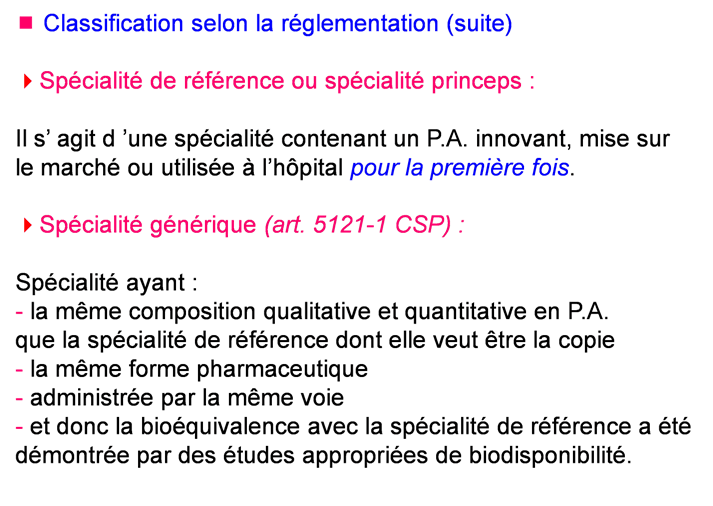 Classification selon la réglementation (suite)
Spécialité de référence ou spécialité princeps :
Il s' agit d 'une spécialité contenant un P.A. innovant, mise sur
le marché ou utilisée à l'hôpital pour la première fois.
Spécialité générique (art. 5121-1 CSP) :
Spécialité ayant :
- la même composition qualitative et quantitative en P.A.
que la spécialité de référence dont elle veut être la copie
- la même forme pharmaceutique
- administrée par la même voie
- et donc la bioéquivalence avec la spécialité de référence a été
démontrée par des études appropriées de biodisponibilité.